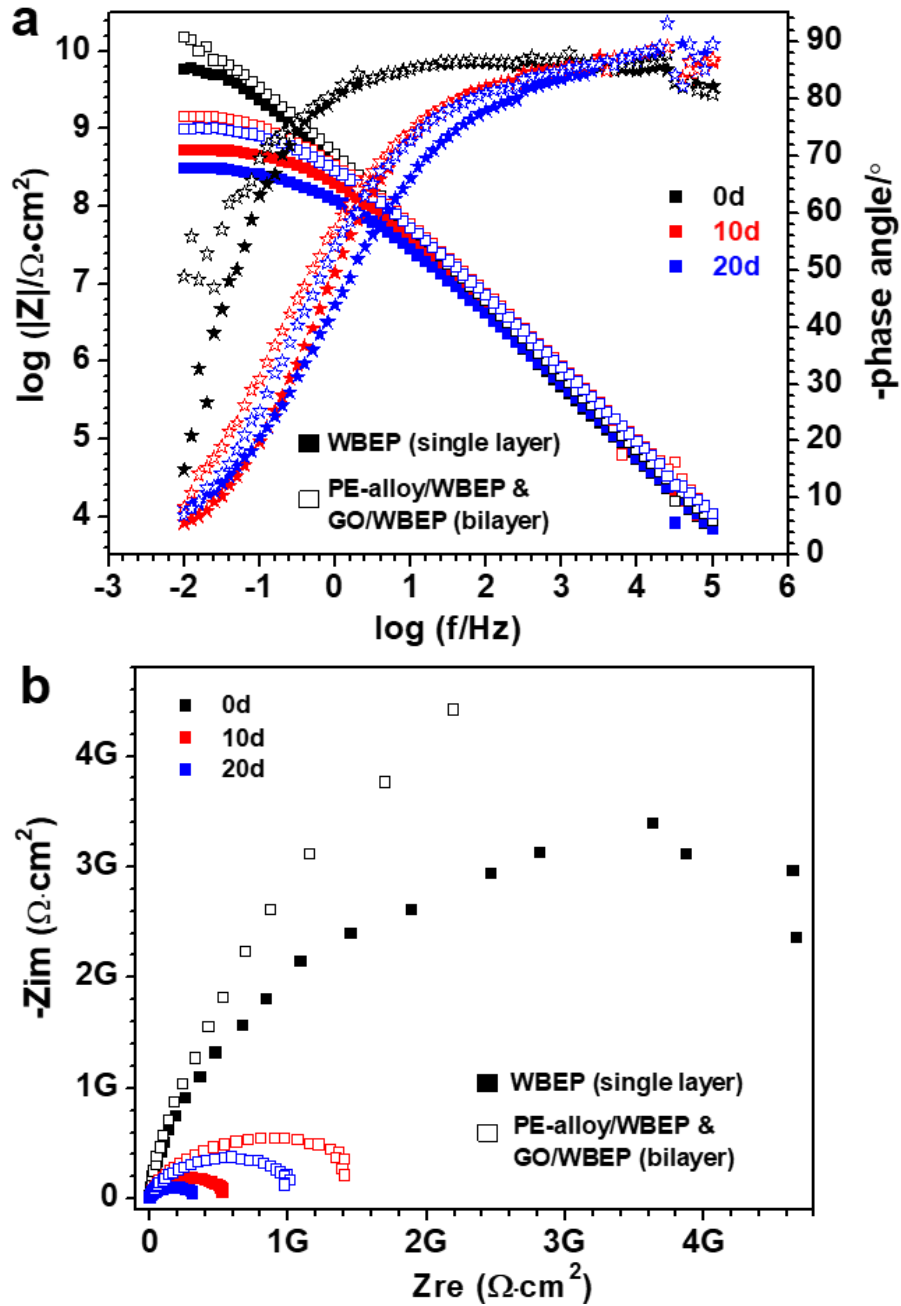 a
10
9
8
7
6
5
4
log (|Z|/Ω•cm²)
90
80
70
60
50
40
30
20
10
0
-phase angle/°
0d
10d
20d
WBEP (single layer)
PE-alloy/WBEP &
GO/WBEP (bilayer)
-3 -2 -1 0 1 2 3 4 5 6
log (f/Hz)
b
0d
10d
20d
4G
3G
2G
1G
0
-Zim (Ω·cm²)
WBEP (single layer)
PE-alloy/WBEP &
GO/WBEP (bilayer)
0 1G 2G 3G 4G
Zre (Ω·cm²)